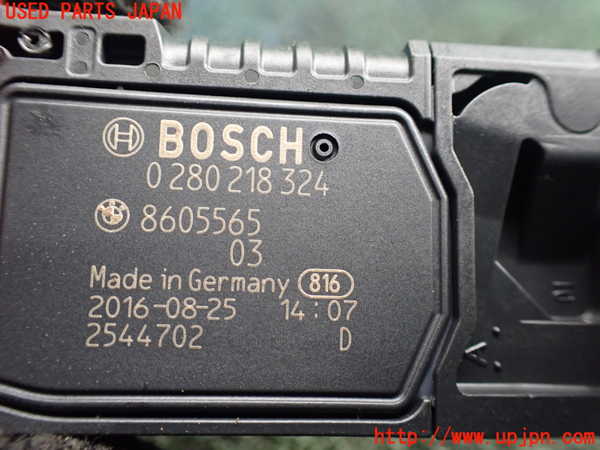 USED PARTS JAPAN
BOSCH
0 280 218 324
8605565
03
Made in Germany 816
2016-08-25 14:07
2544702 D
A:
UPJ http://www.upjpn.com/